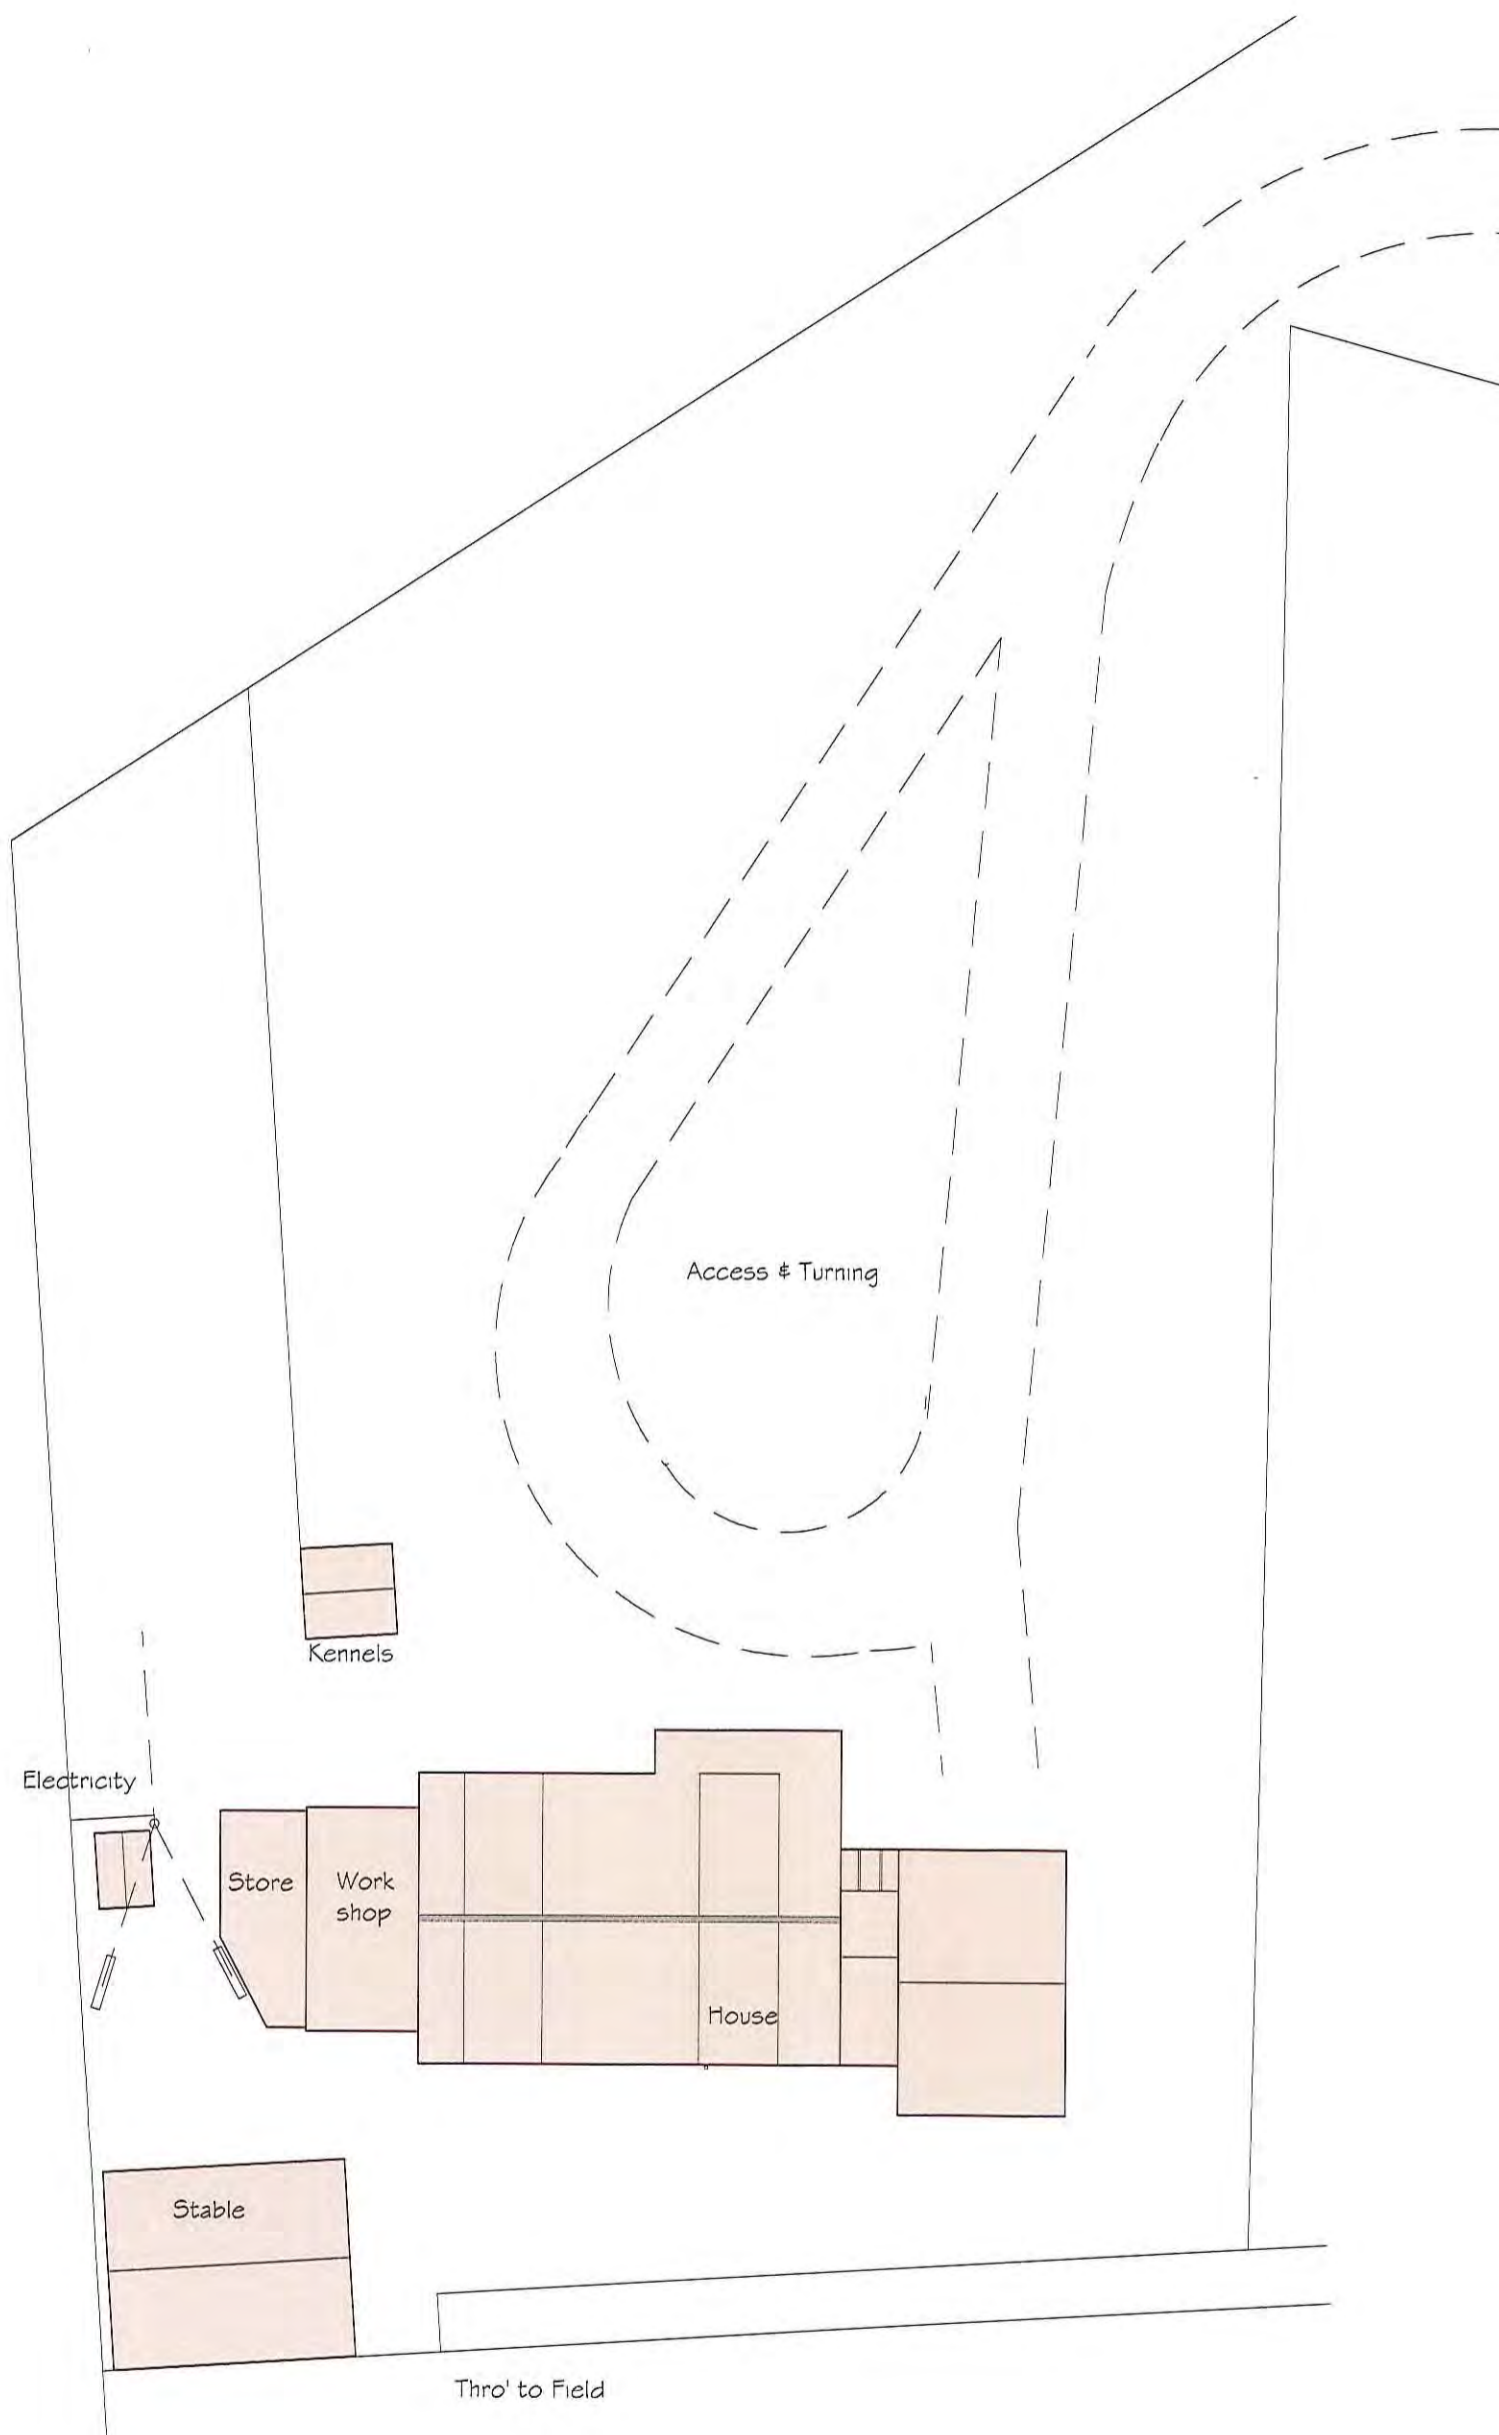 Access & Turning
Kennels
Electricity
Store
Work
shop
House
Stable
Thro' to Field